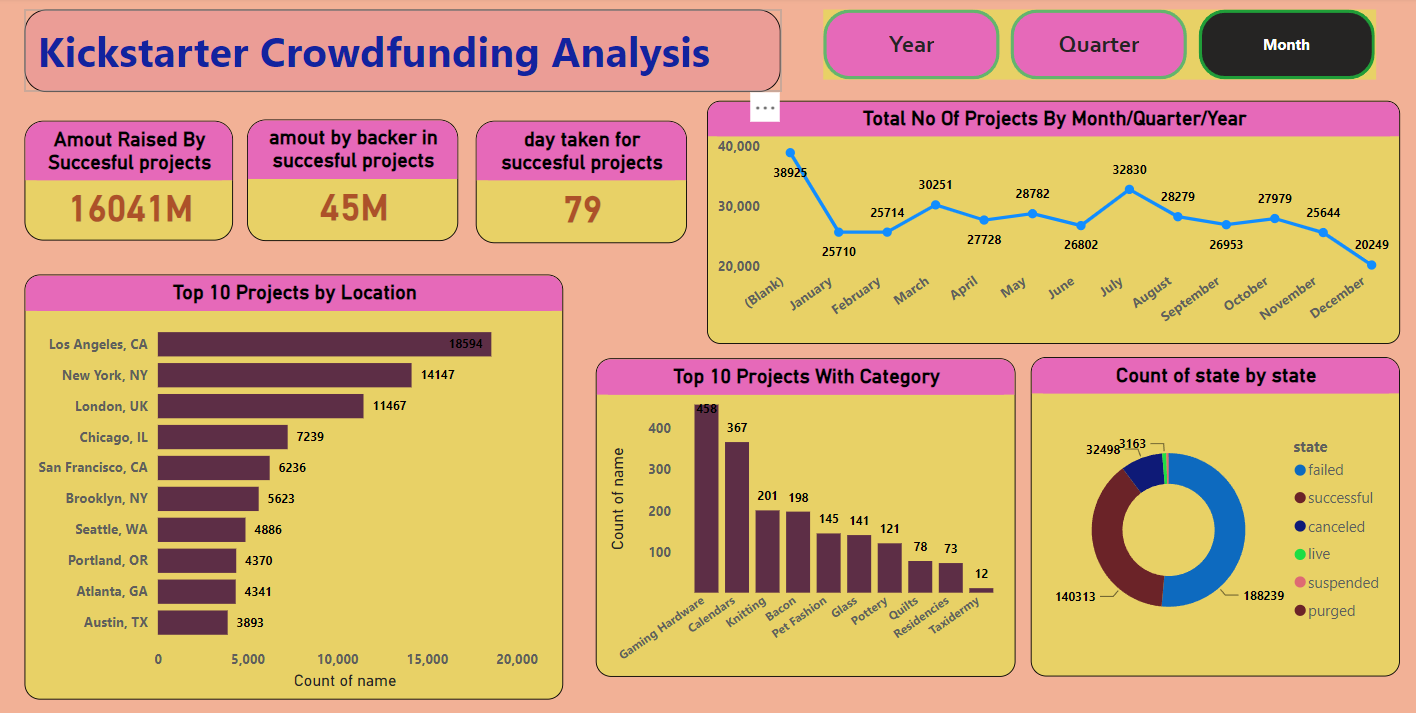 Kickstarter Crowdfunding Analysis
Year
Quarter
Month
...
Amout Raised By
Succesful projects
16041M
amout by backer in
succesful projects
45M
day taken for
succesful projects
79
Total No Of Projects By Month/Quarter/Year
40,000
30,000
20,000
38925
25710
25714
30251
27728
28782
26802
32830
28279
26953
27979
25644
20249
(Blank)
January
February
March
April
May
June
July
August
September
October
November
December
Top 10 Projects by Location
Los Angeles, CA 18594
New York, NY 14147
London, UK 11467
Chicago, IL 7239
San Francisco, CA 6236
Brooklyn, NY 5623
Seattle, WA 4886
Portland, OR 4370
Atlanta, GA 4341
Austin, TX 3893
0 5,000 10,000 15,000 20,000
Count of name
Top 10 Projects With Category
Count of name
400
300
200
100
458
367
201
198
145
141
121
78
73
12
Gaming Hardware
Calendars
Knitting
Bacon
Pet Fashion
Glass
Pottery
Quilts
Residencies
Taxidermy
Count of state by state
32498
3163
140313
188239
state
failed
successful
canceled
live
suspended
purged